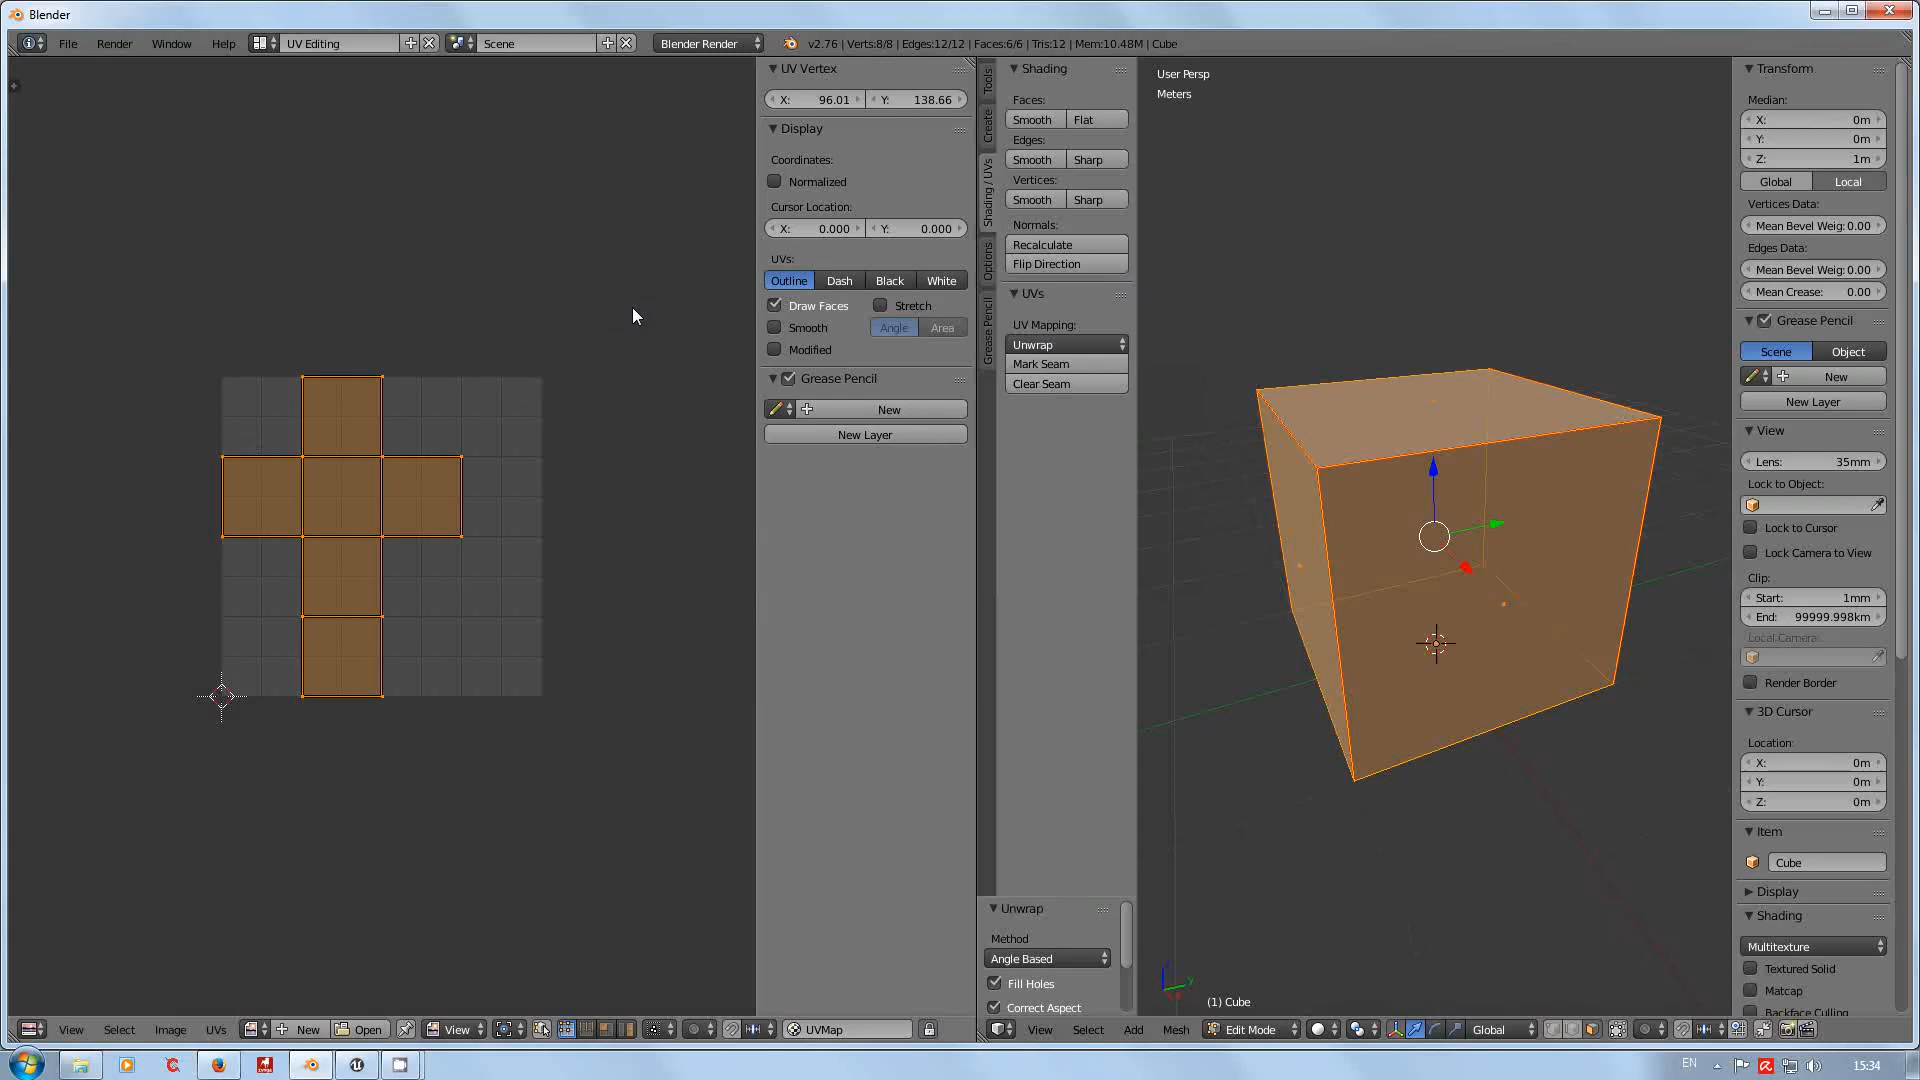 Blender
File Render Window Help UV Editing Scene Blender Render v2.76 | Verts:8/8 | Edges:12/12 | Faces:6/6 | Tris:12 | Mem:10.48M | Cube
UV Vertex
X: 96.01 Y: 138.66
Display
Coordinates:
Normalized
Cursor Location:
X: 0.000 Y: 0.000
UVs:
Outline Dash Black White
Draw Faces Stretch
Smooth Angle Area
Modified
Grease Pencil
New
New Layer
Tools
Create
Shading / UVs
Options
Grease Pencil
Shading
Faces:
Smooth Flat
Edges:
Smooth Sharp
Vertices:
Smooth Sharp
Normals:
Recalculate
Flip Direction
UVs
UV Mapping:
Unwrap
Mark Seam
Clear Seam
Unwrap
Method
Angle Based
Fill Holes
Correct Aspect
User Persp
Meters
(1) Cube
Transform
Median:
X: 0m
Y: 0m
Z: 1m
Global Local
Vertices Data:
Mean Bevel Weig: 0.00
Edges Data:
Mean Bevel Weig: 0.00
Mean Crease: 0.00
Grease Pencil
Scene Object
New
New Layer
View
Lens: 35mm
Lock to Object:
Lock to Cursor
Lock Camera to View
Clip:
Start: 1mm
End: 99999.998km
Local Camera:
Render Border
3D Cursor
Location:
X: 0m
Y: 0m
Z: 0m
Item
Cube
Display
Shading
Multitexture
Textured Solid
Matcap
Backface Culling
View Select Image UVs New Open View UVMap
View Select Add Mesh Edit Mode Global
EN 15:34